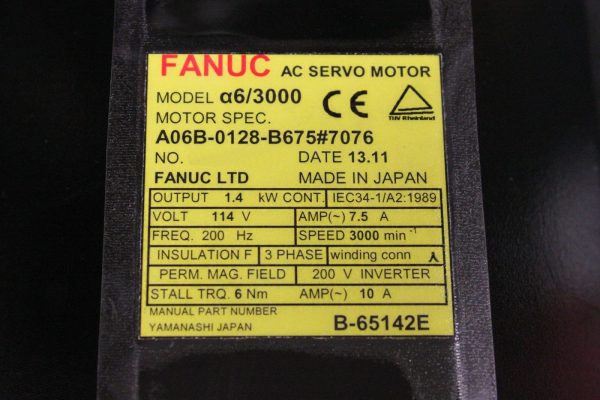 FANUC AC SERVO MOTOR
MODEL α6/3000
CE
TÜV Rheinland
MOTOR SPEC.
A06B-0128-B675#7076
NO. DATE 13.11
FANUC LTD MADE IN JAPAN
OUTPUT 1.4 kW CONT. IEC34-1/A2:1989
VOLT 114 V AMP(~) 7.5 A
FREQ. 200 Hz SPEED 3000 min⁻¹
INSULATION F 3 PHASE winding conn
PERM. MAG. FIELD 200 V INVERTER
STALL TRQ. 6 Nm AMP(~) 10 A
MANUAL PART NUMBER
YAMANASHI JAPAN B-65142E